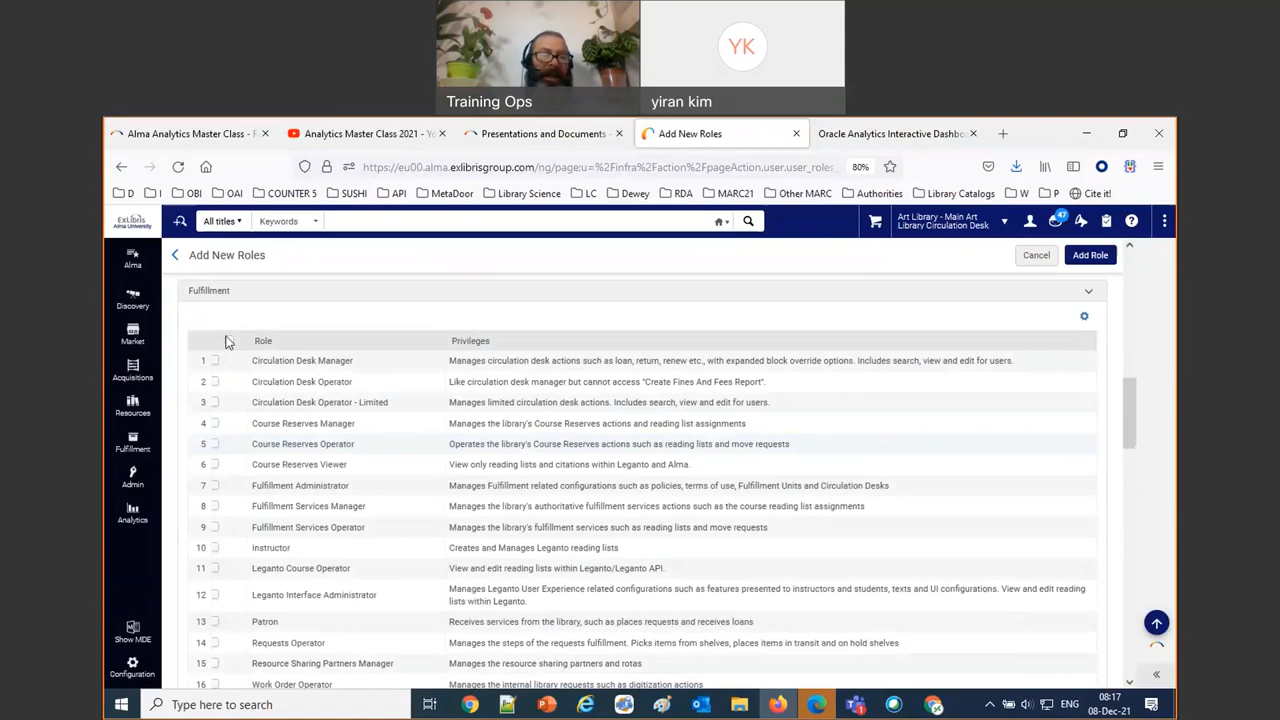 YK
Training Ops
yiran kim
Alma Analytics Master Class - F
Analytics Master Class 2021 - Yo
Presentations and Documents -
Add New Roles
Oracle Analytics Interactive Dashbo
https://eu00.alma.exlibrisgroup.com/ng/page;u=%2Finfra%2Faction%2FpageAction.user.user_roles_
80%
D
I
OBI
OAI
COUNTER 5
SUSHI
API
MetaDoor
Library Science
LC
Dewey
RDA
MARC21
Other MARC
Authorities
Library Catalogs
W
P
Cite it!
ExLibris
Alma University
All titles
Keywords
Art Library - Main Art
Library Circulation Desk
47
Alma
Discovery
Market
Acquisitions
Resources
Fulfillment
Admin
Analytics
Show MDE
Configuration
Add New Roles
Cancel
Add Role
Fulfillment
Role Privileges
1 Circulation Desk Manager Manages circulation desk actions such as loan, return, renew etc., with expanded block override options. Includes search, view and edit for users.
2 Circulation Desk Operator Like circulation desk manager but cannot access "Create Fines And Fees Report".
3 Circulation Desk Operator - Limited Manages limited circulation desk actions. Includes search, view and edit for users.
4 Course Reserves Manager Manages the library's Course Reserves actions and reading list assignments
5 Course Reserves Operator Operates the library's Course Reserves actions such as reading lists and move requests
6 Course Reserves Viewer View only reading lists and citations within Leganto and Alma.
7 Fulfillment Administrator Manages Fulfillment related configurations such as policies, terms of use, Fulfillment Units and Circulation Desks
8 Fulfillment Services Manager Manages the library's authoritative fulfillment services actions such as the course reading list assignments
9 Fulfillment Services Operator Manages the library's fulfillment services such as reading lists and move requests
10 Instructor Creates and Manages Leganto reading lists
11 Leganto Course Operator View and edit reading lists within Leganto/Leganto API.
12 Leganto Interface Administrator Manages Leganto User Experience related configurations such as features presented to instructors and students, texts and UI configurations. View and edit reading
lists within Leganto.
13 Patron Receives services from the library, such as places requests and receives loans
14 Requests Operator Manages the steps of the requests fulfillment. Picks items from shelves, places items in transit and on hold shelves
15 Resource Sharing Partners Manager Manages the resource sharing partners and rotas
16 Work Order Operator Manages the internal library requests such as digitization actions
Type here to search
ENG
08:17
08-Dec-21